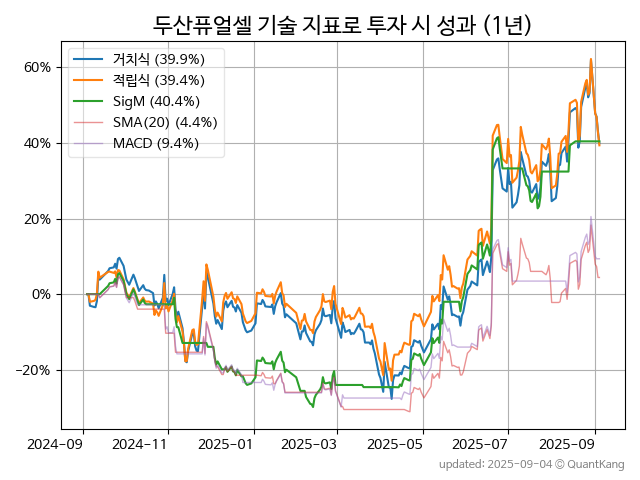 두산퓨얼셀 기술 지표로 투자 시 성과 (1년)
거치식 (39.9%)
적립식 (39.4%)
SigM (40.4%)
SMA(20) (4.4%)
MACD (9.4%)
60%
40%
20%
0%
−20%
2024-09 2024-11 2025-01 2025-03 2025-05 2025-07 2025-09
updated: 2025-09-04 © QuantKang